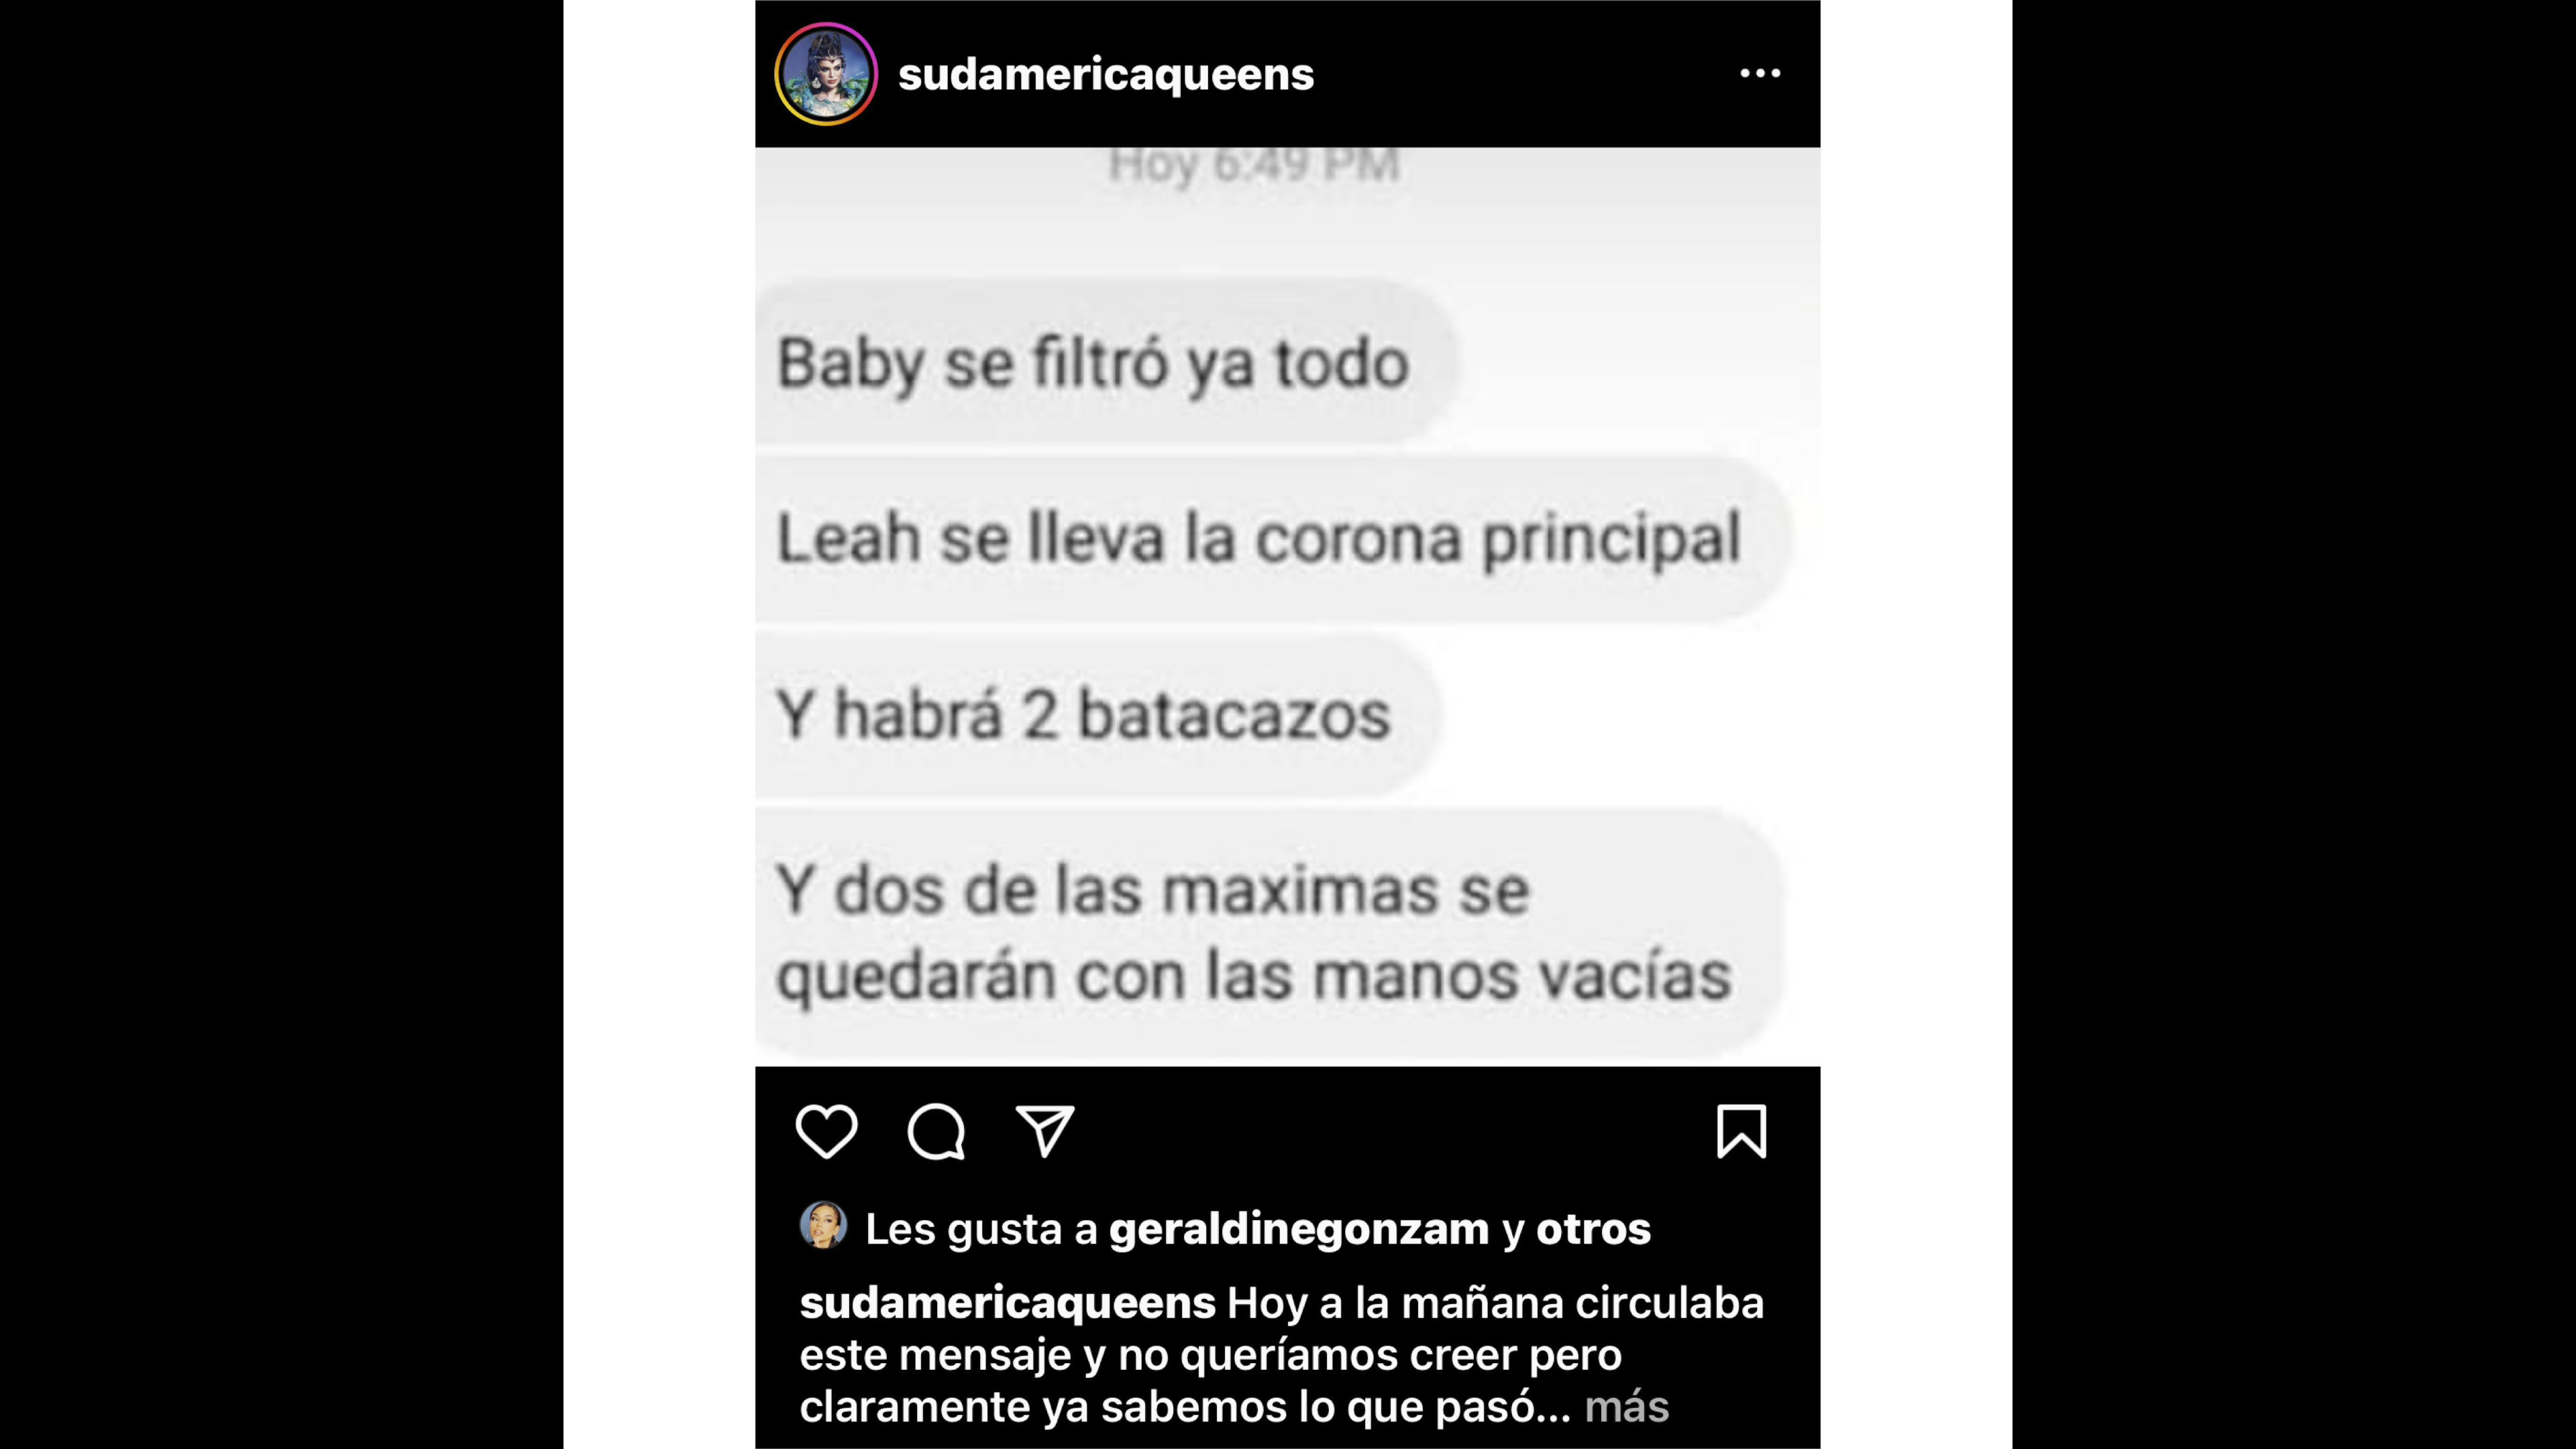 sudamericaqueens
Hoy 6:49 PM
Baby se filtró ya todo
Leah se lleva la corona principal
Y habrá 2 batacazos
Y dos de las maximas se
quedarán con las manos vacías
Les gusta a geraldinegonzam y otros
sudamericaqueens Hoy a la mañana circulaba
este mensaje y no queríamos creer pero
claramente ya sabemos lo que pasó... más